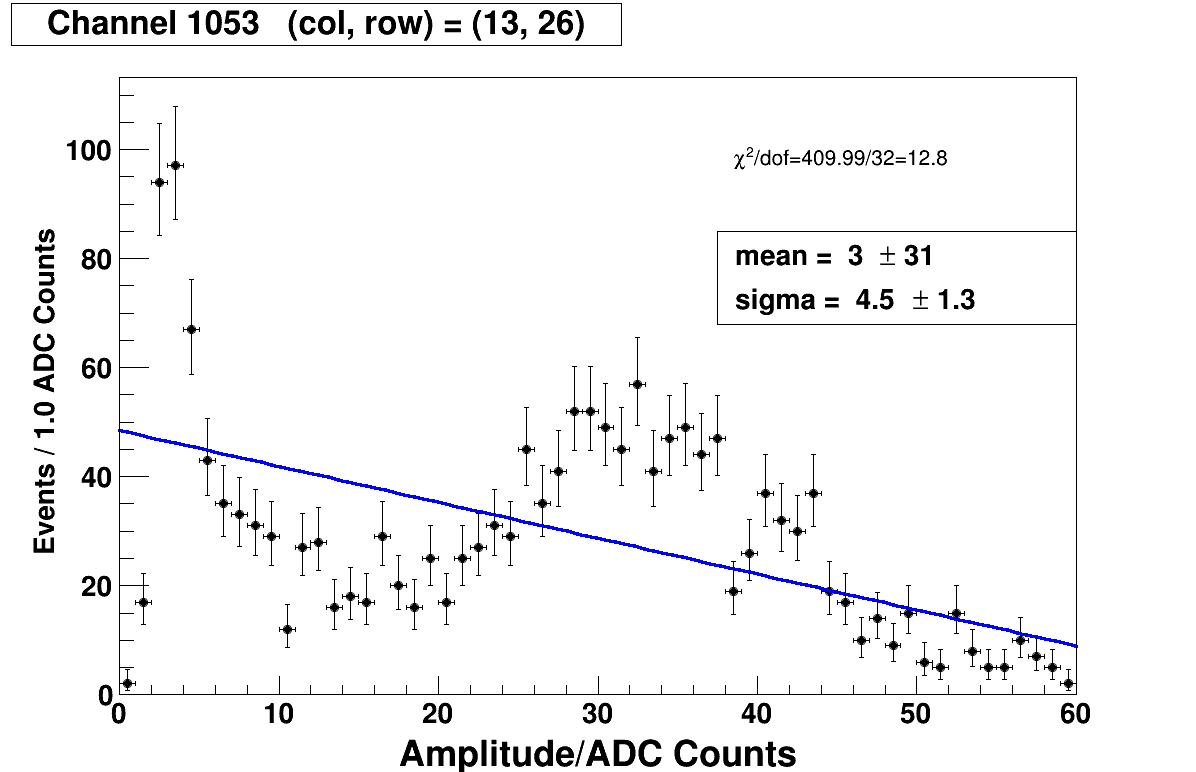 Channel 1053 (col, row) = (13, 26)
Events / 1.0 ADC Counts
100
80
60
40
20
0
χ²/dof=409.99/32=12.8
mean = 3 ± 31
sigma = 4.5 ± 1.3
0 10 20 30 40 50 60
Amplitude/ADC Counts